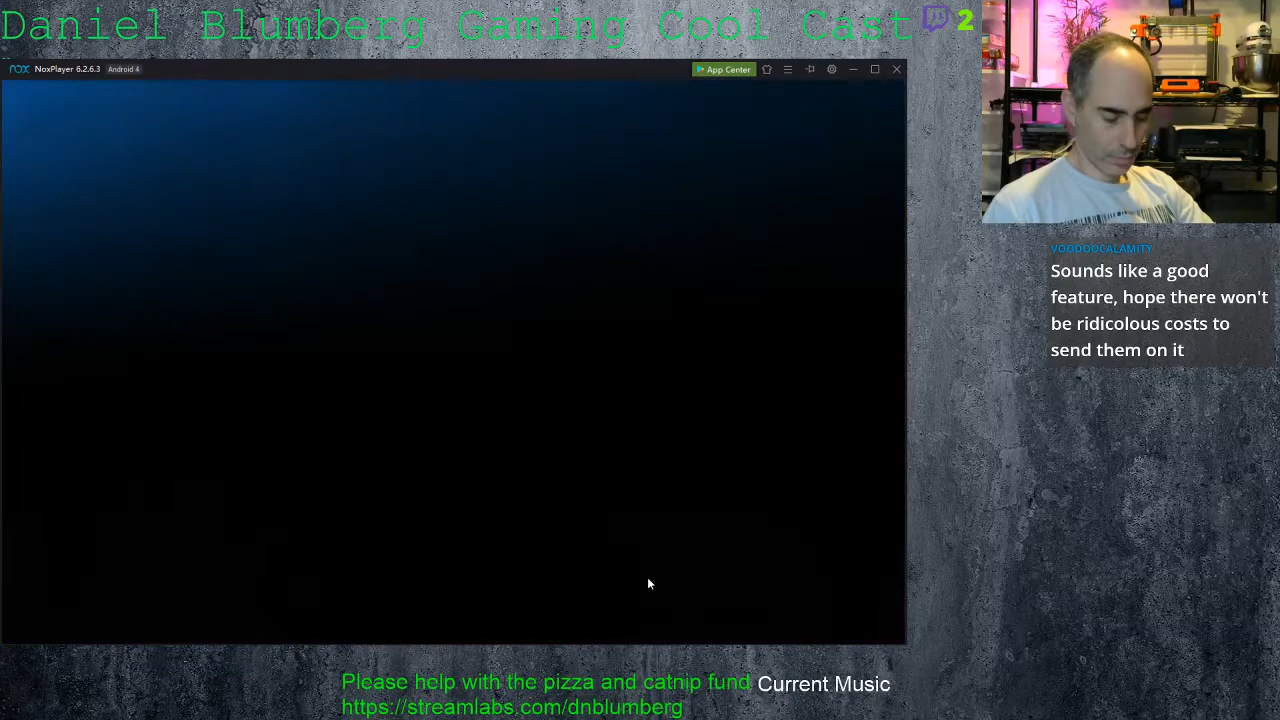 Daniel Blumberg Gaming Cool Cast 2
NOX NoxPlayer 6.2.6.3 Android 4 App Center
VOODOOCALAMITY
Sounds like a good
feature, hope there won't
be ridicolous costs to
send them on it
Please help with the pizza and catnip fund Current Music
https://streamlabs.com/dnblumberg